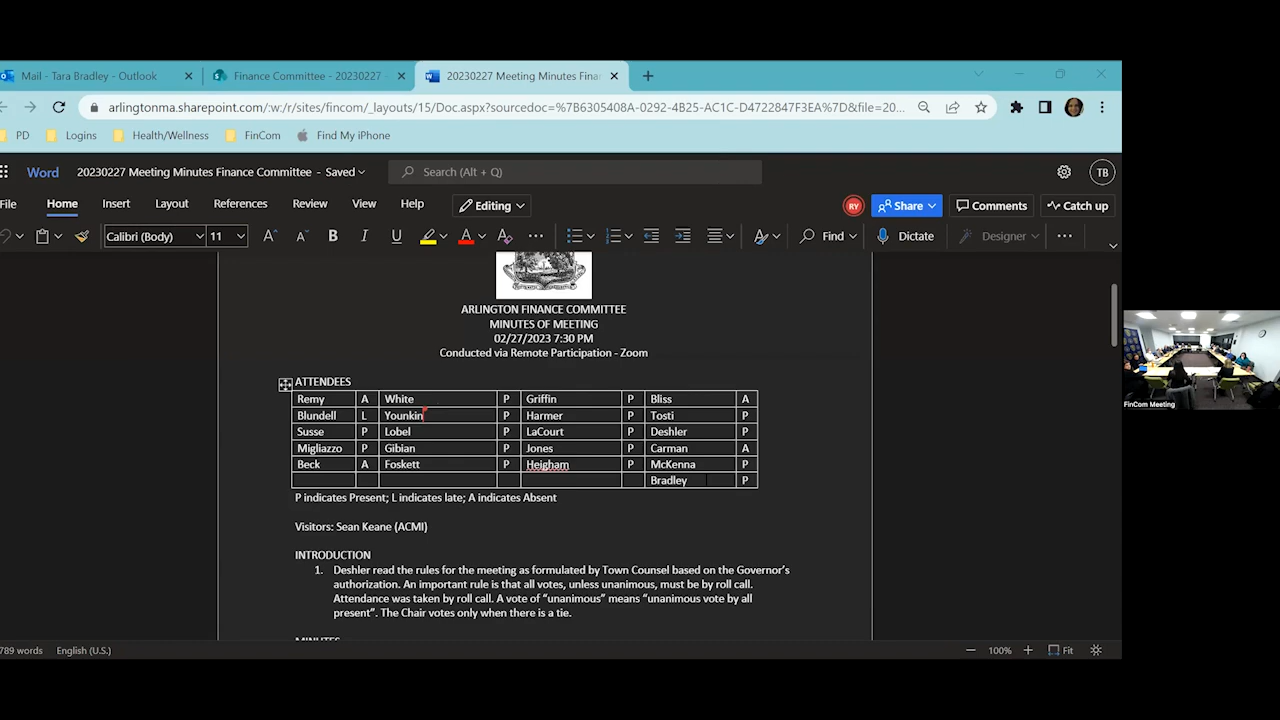 Mail - Tara Bradley - Outlook
Finance Committee - 20230227 -
20230227 Meeting Minutes Fina
arlingtonma.sharepoint.com/:w:/r/sites/fincom/_layouts/15/Doc.aspx?sourcedoc=%7B6305408A-0292-4B25-AC1C-D4722847F3EA%7D&file=20...
PD Logins Health/Wellness FinCom Find My iPhone
Word 20230227 Meeting Minutes Finance Committee - Saved Search (Alt + Q) TB
File Home Insert Layout References Review View Help Editing RY Share Comments Catch up
Calibri (Body) 11 A A B I U A A Find Dictate Designer
ARLINGTON FINANCE COMMITTEE
MINUTES OF MEETING
02/27/2023 7:30 PM
Conducted via Remote Participation - Zoom
ATTENDEES
Remy A White P Griffin P Bliss A
Blundell L Younkin P Harmer P Tosti P
Susse P Lobel P LaCourt P Deshler P
Migliazzo P Gibian P Jones P Carman A
Beck A Foskett P Heigham P McKenna P
Bradley P
P indicates Present; L indicates late; A indicates Absent
Visitors: Sean Keane (ACMI)
INTRODUCTION
1. Deshler read the rules for the meeting as formulated by Town Counsel based on the Governor's
authorization. An important rule is that all votes, unless unanimous, must be by roll call.
Attendance was taken by roll call. A vote of "unanimous" means "unanimous vote by all
present". The Chair votes only when there is a tie.
MINUTES
789 words English (U.S.) 100% Fit
FinCom Meeting